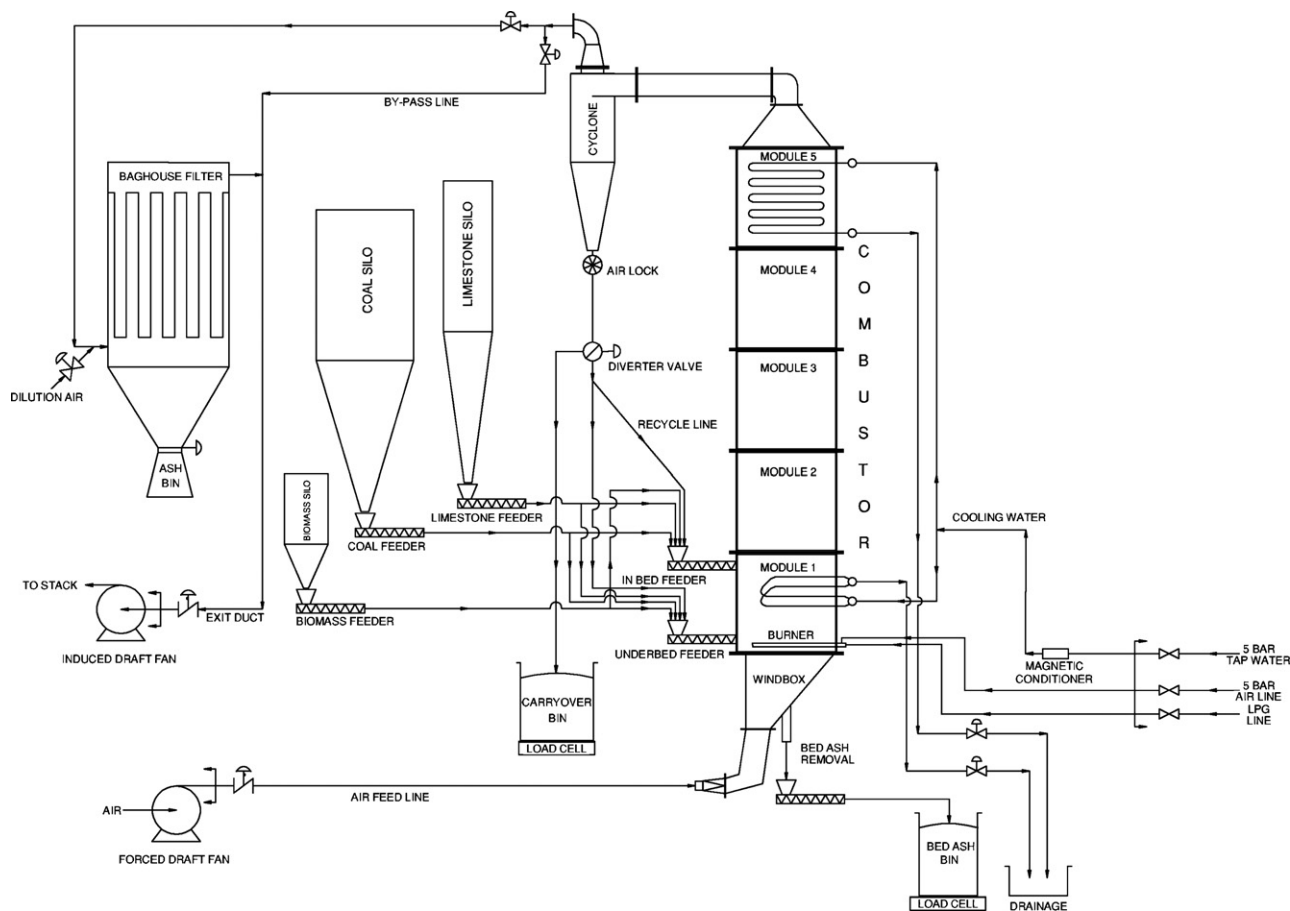 BY-PASS LINE
CYCLONE
MODULE 5
BAGHOUSE FILTER
LIMESTONE SILO
COAL SILO
AIR LOCK
MODULE 4
COMBUSTOR
DIVERTER VALVE
MODULE 3
DILUTION AIR
RECYCLE LINE
ASH
BIN
MODULE 2
BIOMASS SILO
LIMESTONE FEEDER
COOLING WATER
COAL FEEDER
IN BED FEEDER
MODULE 1
TO STACK
EXIT DUCT
BIOMASS FEEDER
BURNER
UNDERBED FEEDER
INDUCED DRAFT FAN
MAGNETIC
CONDITIONER
5 BAR
TAP WATER
WINDBOX
5 BAR
AIR LINE
CARRYOVER
BIN
LPG
LINE
LOAD CELL
BED ASH
REMOVAL
AIR FEED LINE
AIR
FORCED DRAFT FAN
BED ASH
BIN
LOAD CELL
DRAINAGE